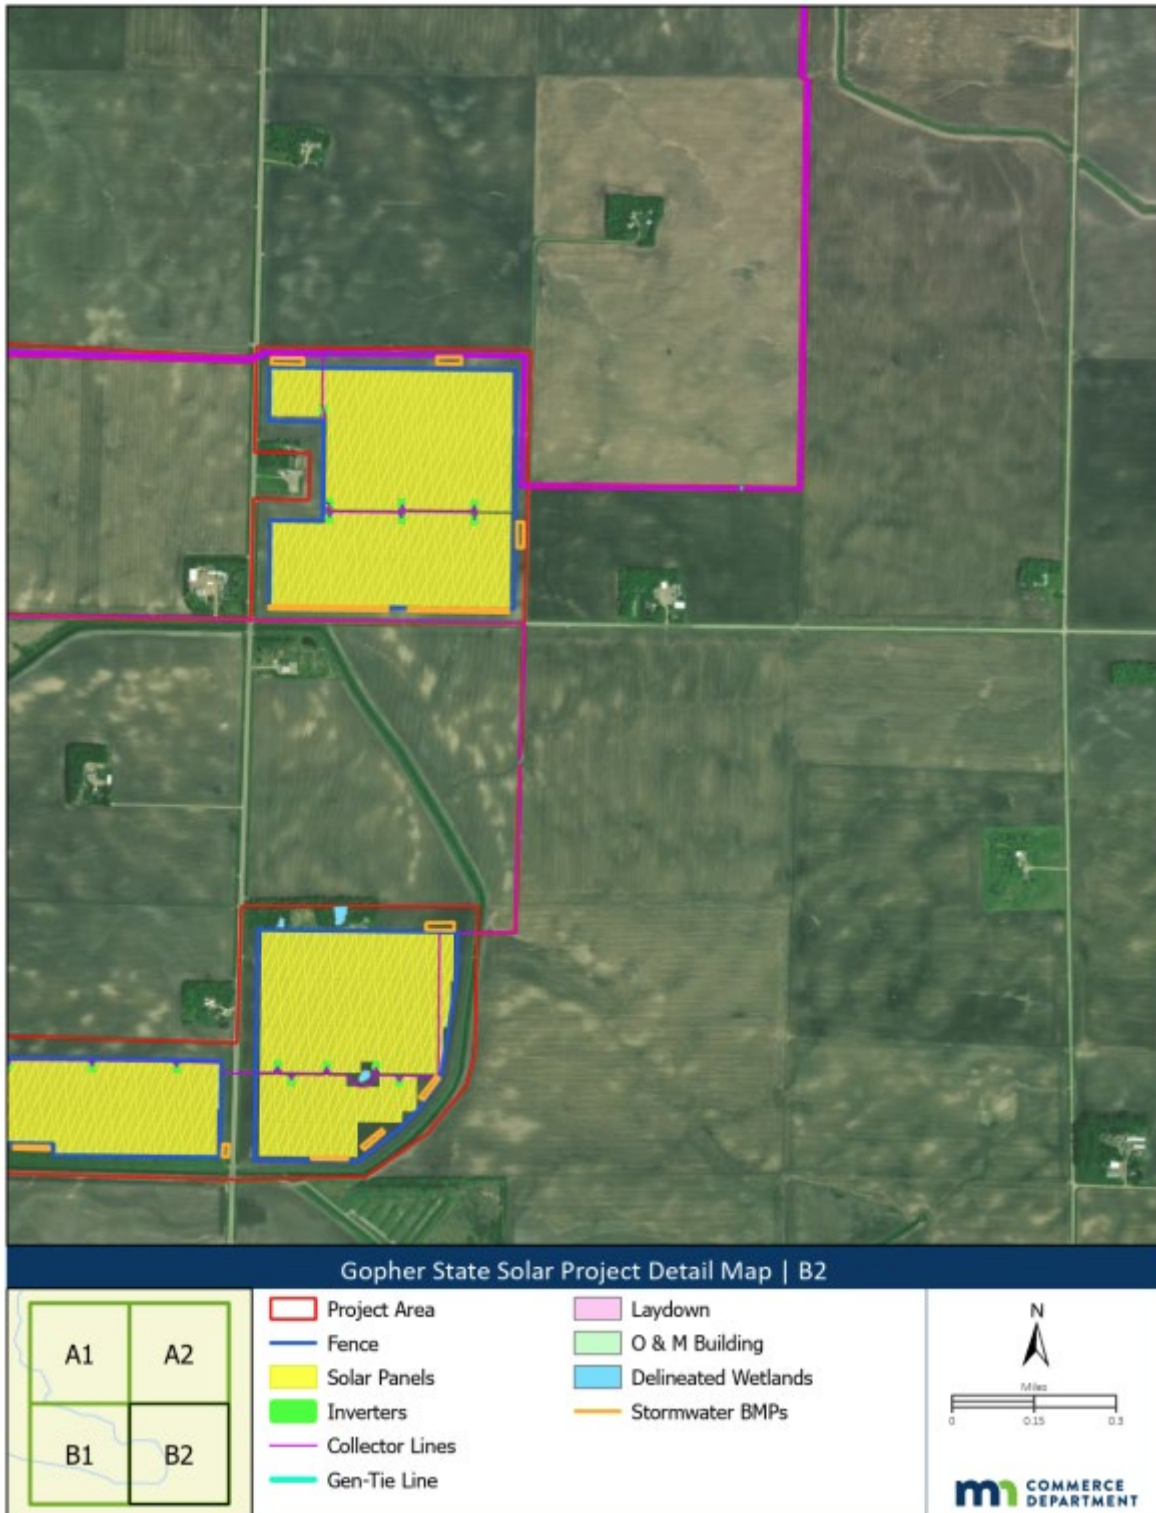 Gopher State Solar Project Detail Map | B2
A1
A2
B1
B2
Project Area
Fence
Solar Panels
Inverters
Collector Lines
Gen-Tie Line
Laydown
O & M Building
Delineated Wetlands
Stormwater BMPs
N
Miles
0 0.15 0.3
mn COMMERCE
DEPARTMENT